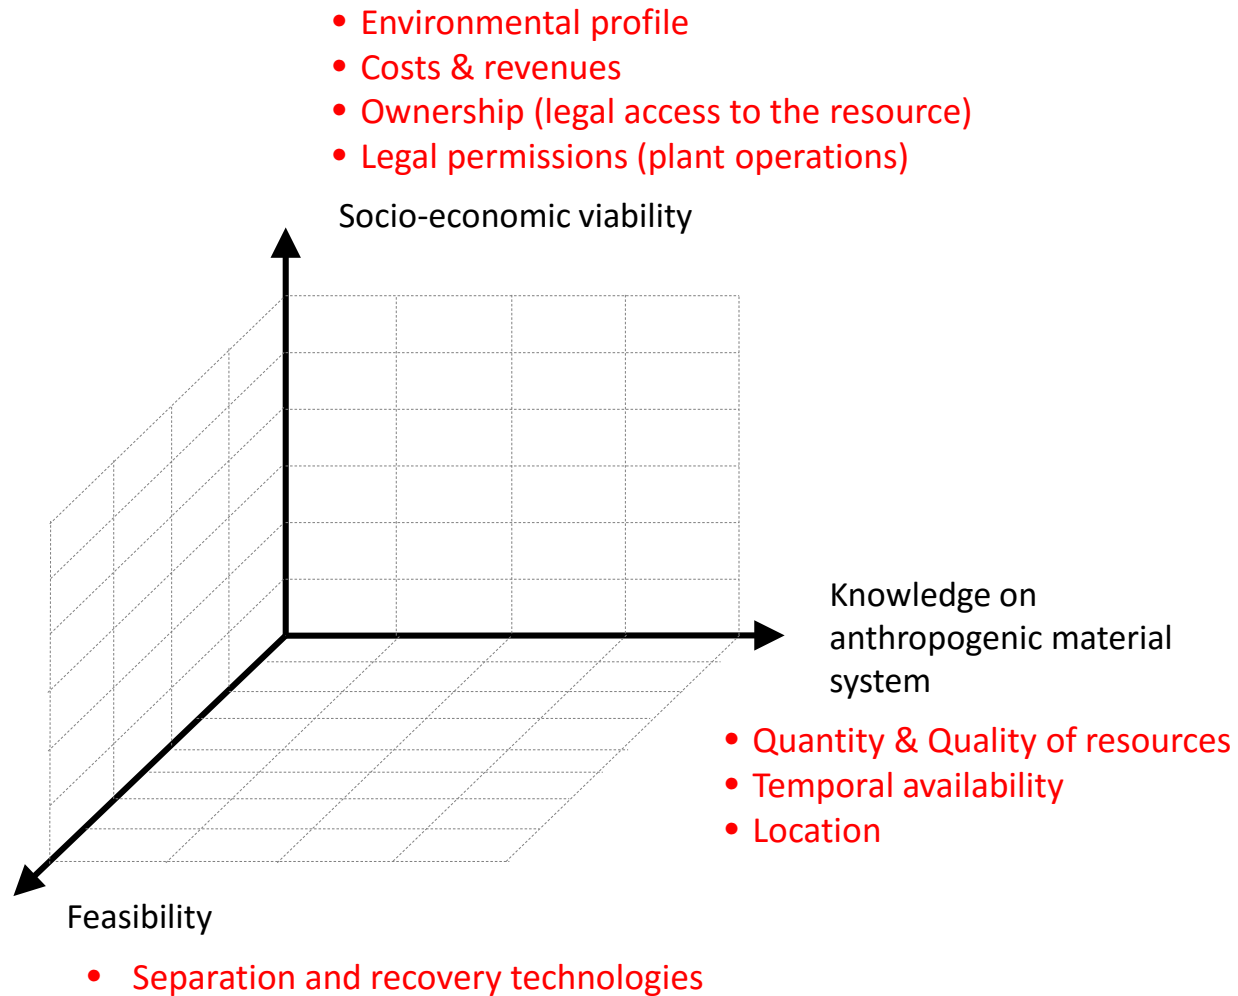 • Environmental profile
• Costs & revenues
• Ownership (legal access to the resource)
• Legal permissions (plant operations)
Socio-economic viability
Knowledge on
anthropogenic material
system
• Quantity & Quality of resources
• Temporal availability
• Location
Feasibility
• Separation and recovery technologies